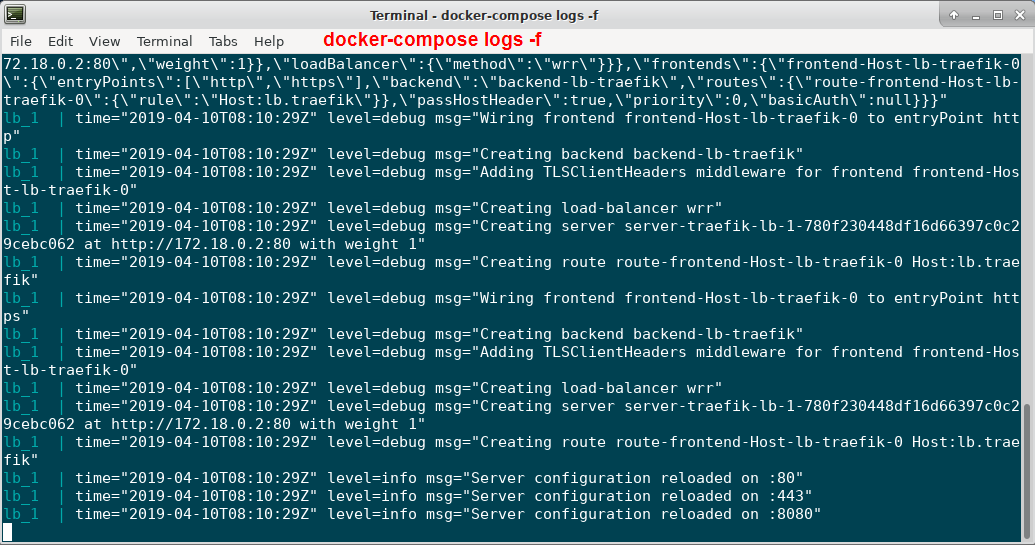 Terminal - docker-compose logs -f
File Edit View Terminal Tabs Help docker-compose logs -f
72.18.0.2:80\",\"weight\":1}},\"loadBalancer\":{\"method\":\"wrr\"}}},\"frontends\":{\"frontend-Host-lb-traefik-0
\":{\"entryPoints\":[\"http\",\"https\"],\"backend\":\"backend-lb-traefik\",\"routes\":{\"route-frontend-Host-lb-
traefik-0\":{\"rule\":\"Host:lb.traefik\"}},\"passHostHeader\":true,\"priority\":0,\"basicAuth\":null}}}"
lb_1 | time="2019-04-10T08:10:29Z" level=debug msg="Wiring frontend frontend-Host-lb-traefik-0 to entryPoint htt
p"
lb_1 | time="2019-04-10T08:10:29Z" level=debug msg="Creating backend backend-lb-traefik"
lb_1 | time="2019-04-10T08:10:29Z" level=debug msg="Adding TLSClientHeaders middleware for frontend frontend-Hos
t-lb-traefik-0"
lb_1 | time="2019-04-10T08:10:29Z" level=debug msg="Creating load-balancer wrr"
lb_1 | time="2019-04-10T08:10:29Z" level=debug msg="Creating server server-traefik-lb-1-780f230448df16d66397c0c2
9cebc062 at http://172.18.0.2:80 with weight 1"
lb_1 | time="2019-04-10T08:10:29Z" level=debug msg="Creating route route-frontend-Host-lb-traefik-0 Host:lb.trae
fik"
lb_1 | time="2019-04-10T08:10:29Z" level=debug msg="Wiring frontend frontend-Host-lb-traefik-0 to entryPoint htt
ps"
lb_1 | time="2019-04-10T08:10:29Z" level=debug msg="Creating backend backend-lb-traefik"
lb_1 | time="2019-04-10T08:10:29Z" level=debug msg="Adding TLSClientHeaders middleware for frontend frontend-Hos
t-lb-traefik-0"
lb_1 | time="2019-04-10T08:10:29Z" level=debug msg="Creating load-balancer wrr"
lb_1 | time="2019-04-10T08:10:29Z" level=debug msg="Creating server server-traefik-lb-1-780f230448df16d66397c0c2
9cebc062 at http://172.18.0.2:80 with weight 1"
lb_1 | time="2019-04-10T08:10:29Z" level=debug msg="Creating route route-frontend-Host-lb-traefik-0 Host:lb.trae
fik"
lb_1 | time="2019-04-10T08:10:29Z" level=info msg="Server configuration reloaded on :80"
lb_1 | time="2019-04-10T08:10:29Z" level=info msg="Server configuration reloaded on :443"
lb_1 | time="2019-04-10T08:10:29Z" level=info msg="Server configuration reloaded on :8080"